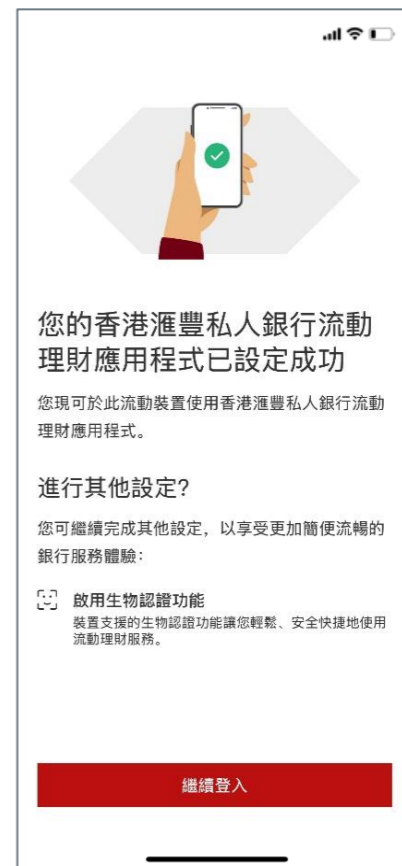 您的香港滙豐私人銀行流動
理財應用程式已設定成功
您現可於此流動裝置使用香港滙豐私人銀行流動
理財應用程式。
進行其他設定?
您可繼續完成其他設定，以享受更加簡便流暢的
銀行服務體驗：
啟用生物認證功能
裝置支援的生物認證功能讓您輕鬆、安全快捷地使用
流動理財服務。
繼續登入